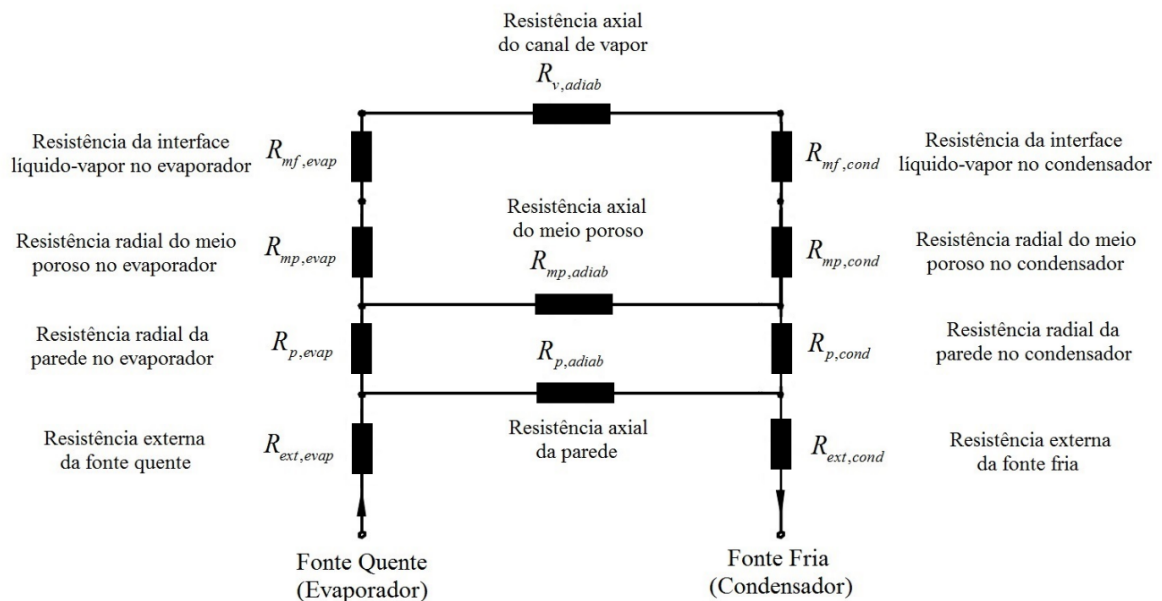 Resistência axial
do canal de vapor
R_{v,adiab}
Resistência da interface
líquido-vapor no evaporador
R_{mf,evap}
R_{mf,cond}
Resistência da interface
líquido-vapor no condensador
Resistência radial do meio
poroso no evaporador
R_{mp,evap}
Resistência axial
do meio poroso
R_{mp,adiab}
R_{mp,cond}
Resistência radial do meio
poroso no condensador
Resistência radial da
parede no evaporador
R_{p,evap}
R_{p,adiab}
R_{p,cond}
Resistência radial da
parede no condensador
Resistência externa
da fonte quente
R_{ext,evap}
Resistência axial
da parede
R_{ext,cond}
Resistência externa
da fonte fria
Fonte Quente
(Evaporador)
Fonte Fria
(Condensador)